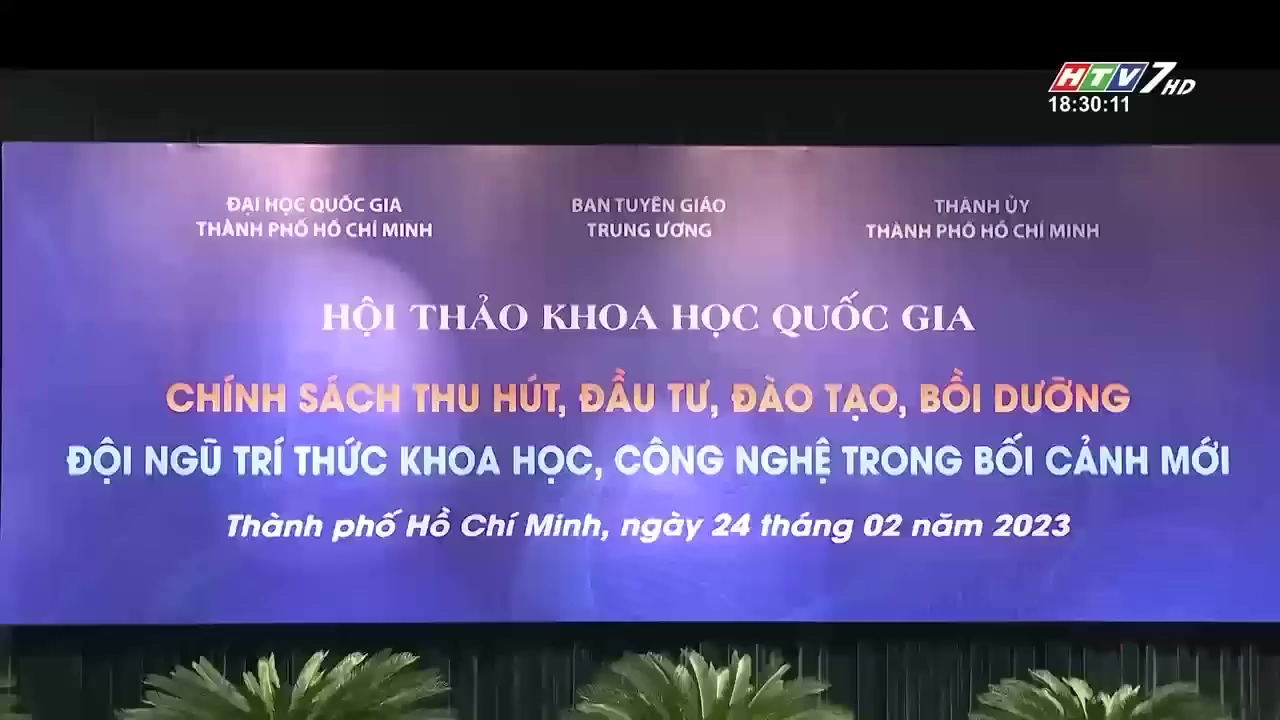 HTV7 HD
18:30:11
ĐẠI HỌC QUỐC GIA
THÀNH PHỐ HỒ CHÍ MINH
BAN TUYÊN GIÁO
TRUNG ƯƠNG
THÀNH ỦY
THÀNH PHỐ HỒ CHÍ MINH
HỘI THẢO KHOA HỌC QUỐC GIA
CHÍNH SÁCH THU HÚT, ĐẦU TƯ, ĐÀO TẠO, BỒI DƯỠNG
ĐỘI NGŨ TRÍ THỨC KHOA HỌC, CÔNG NGHỆ TRONG BỐI CẢNH MỚI
Thành phố Hồ Chí Minh, ngày 24 tháng 02 năm 2023